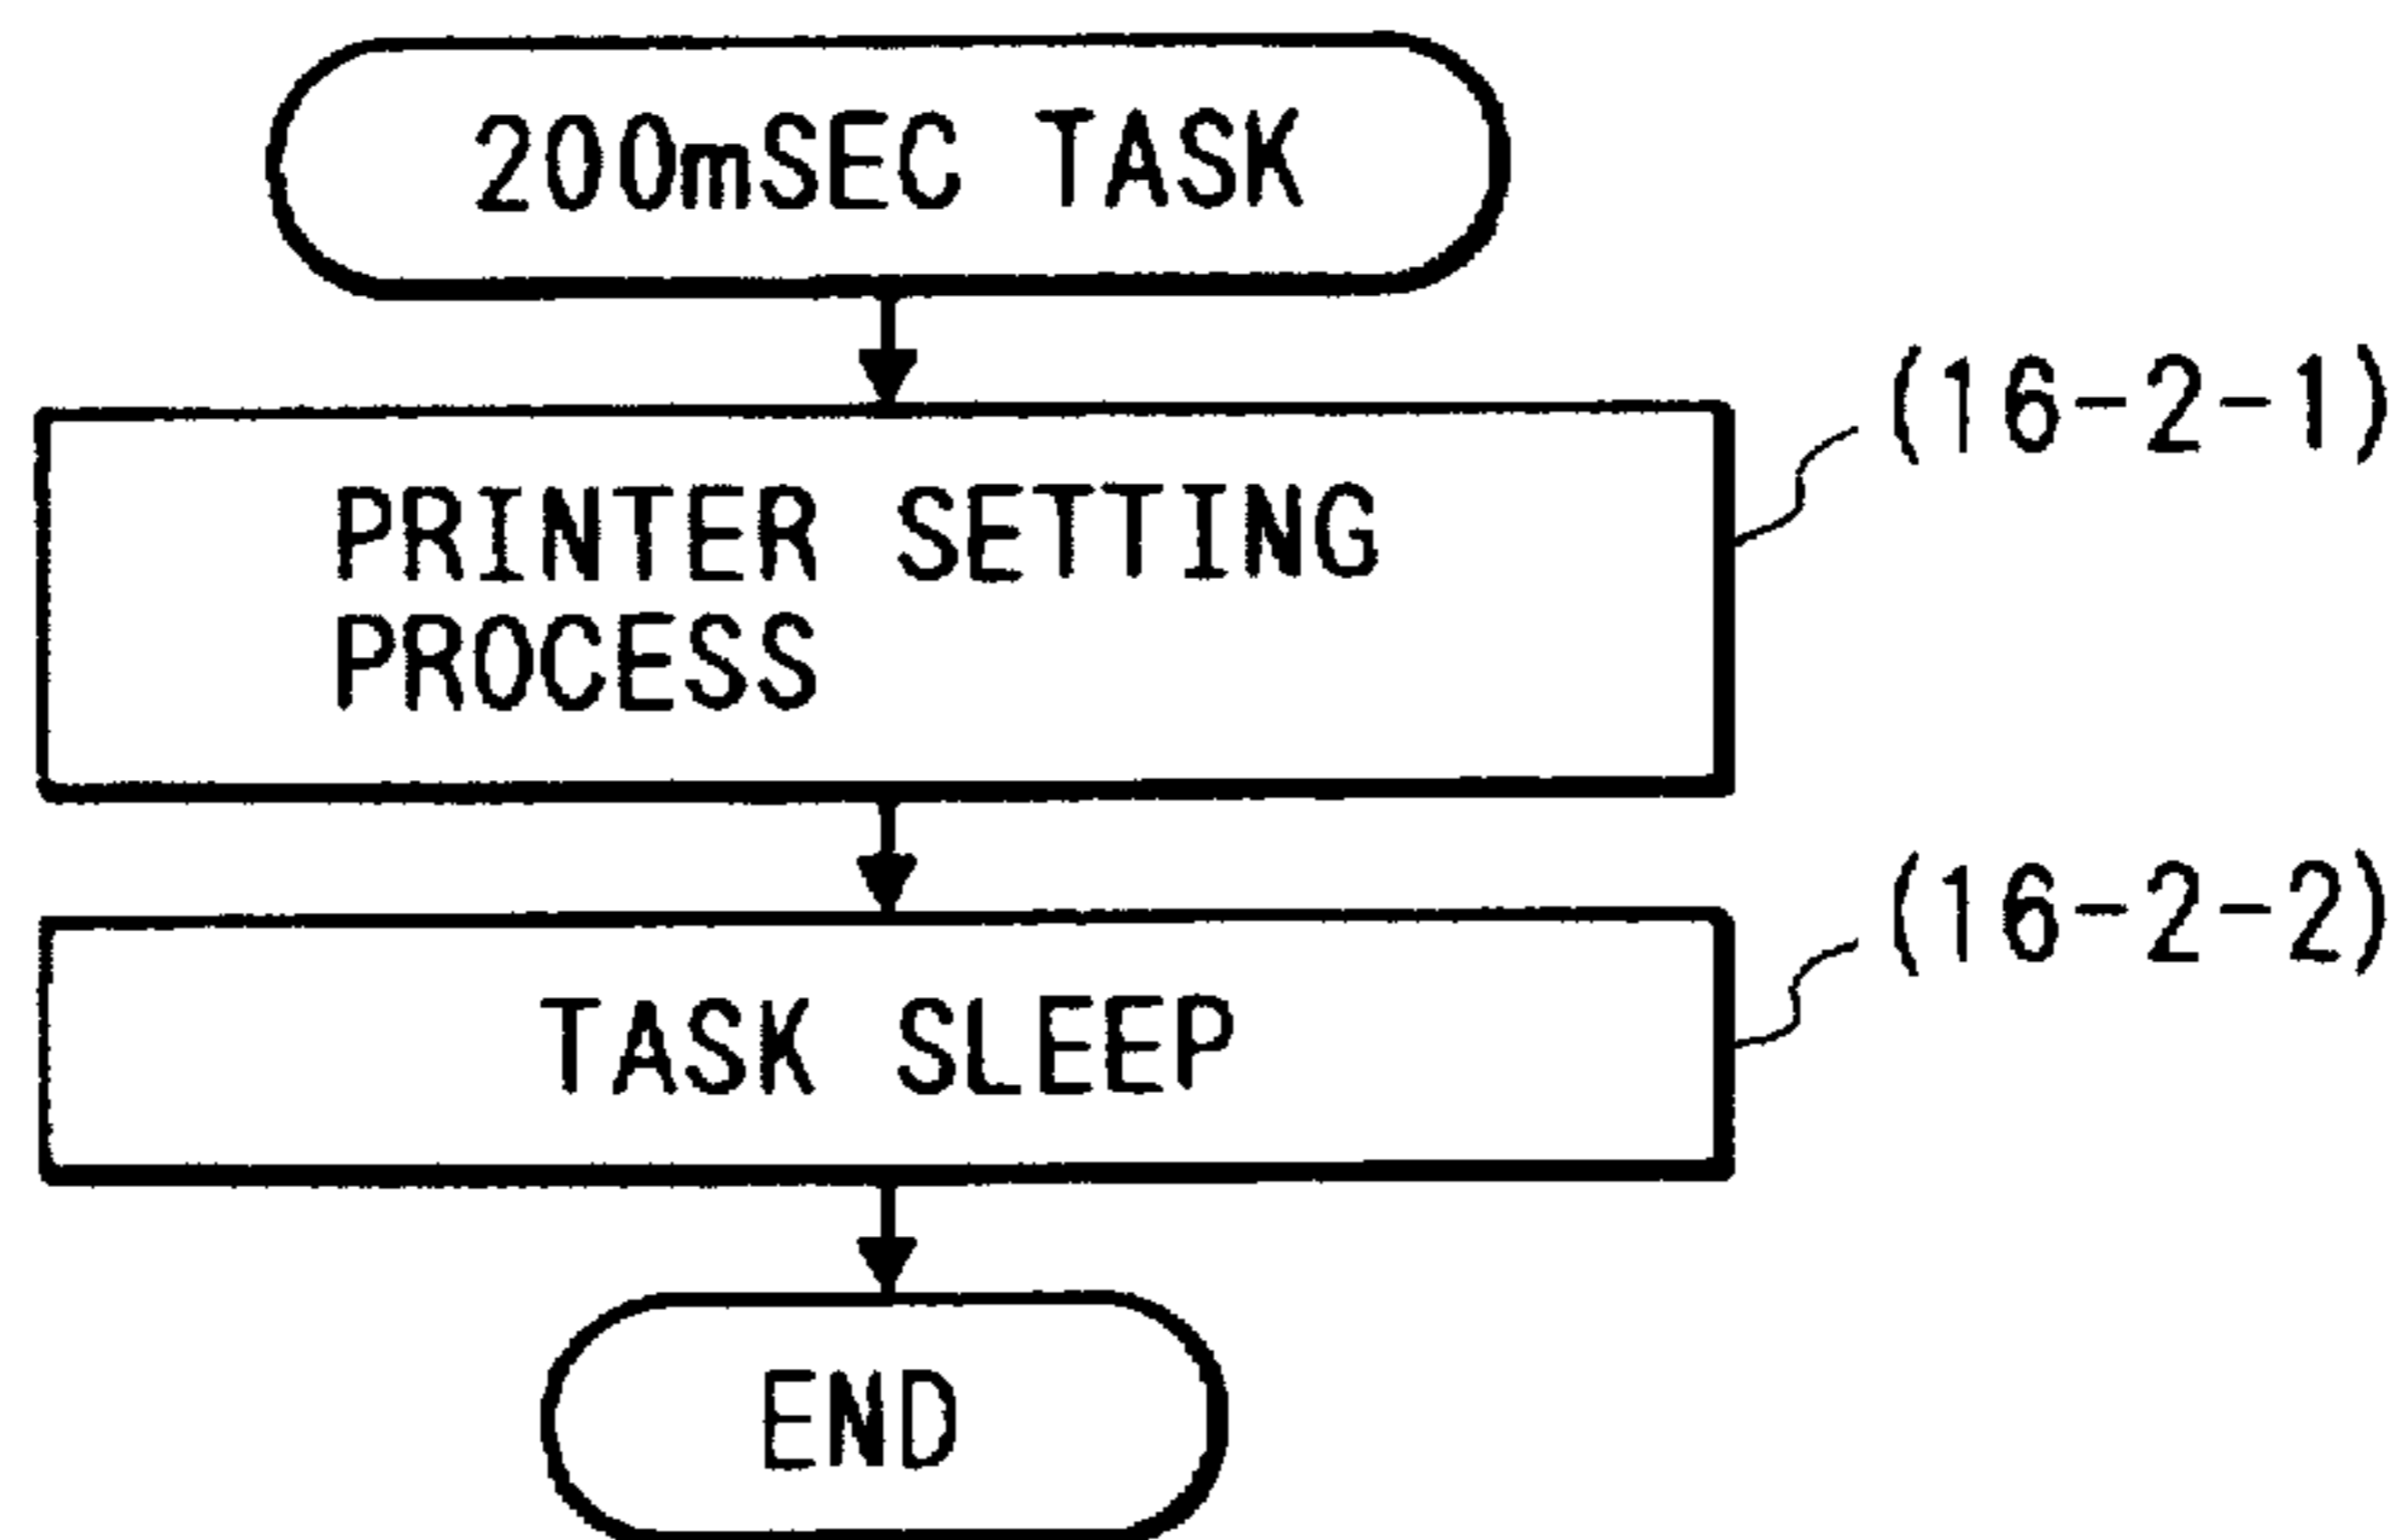 200mSEC TASK
(16-2-1)
PRINTER SETTING
PROCESS
(16-2-2)
TASK SLEEP
END